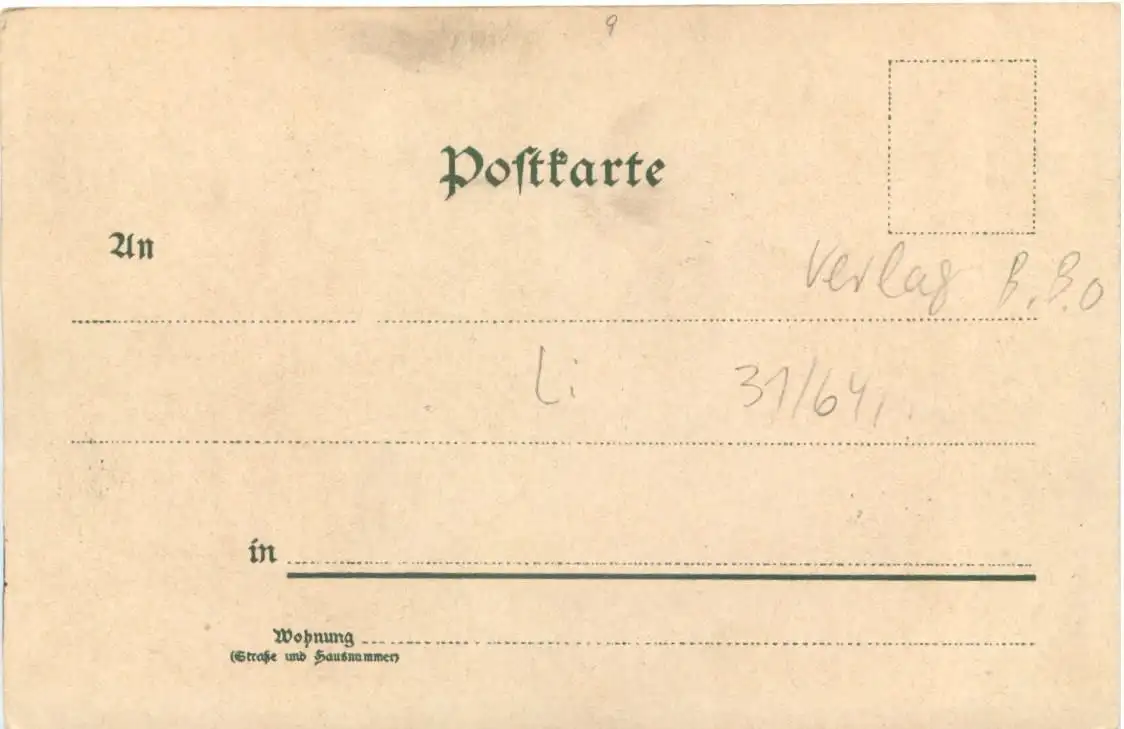 9
Postkarte
An
Verlag B.B.O
Li 31/64,
in
Wohnung
(Straße und Hausnummer)